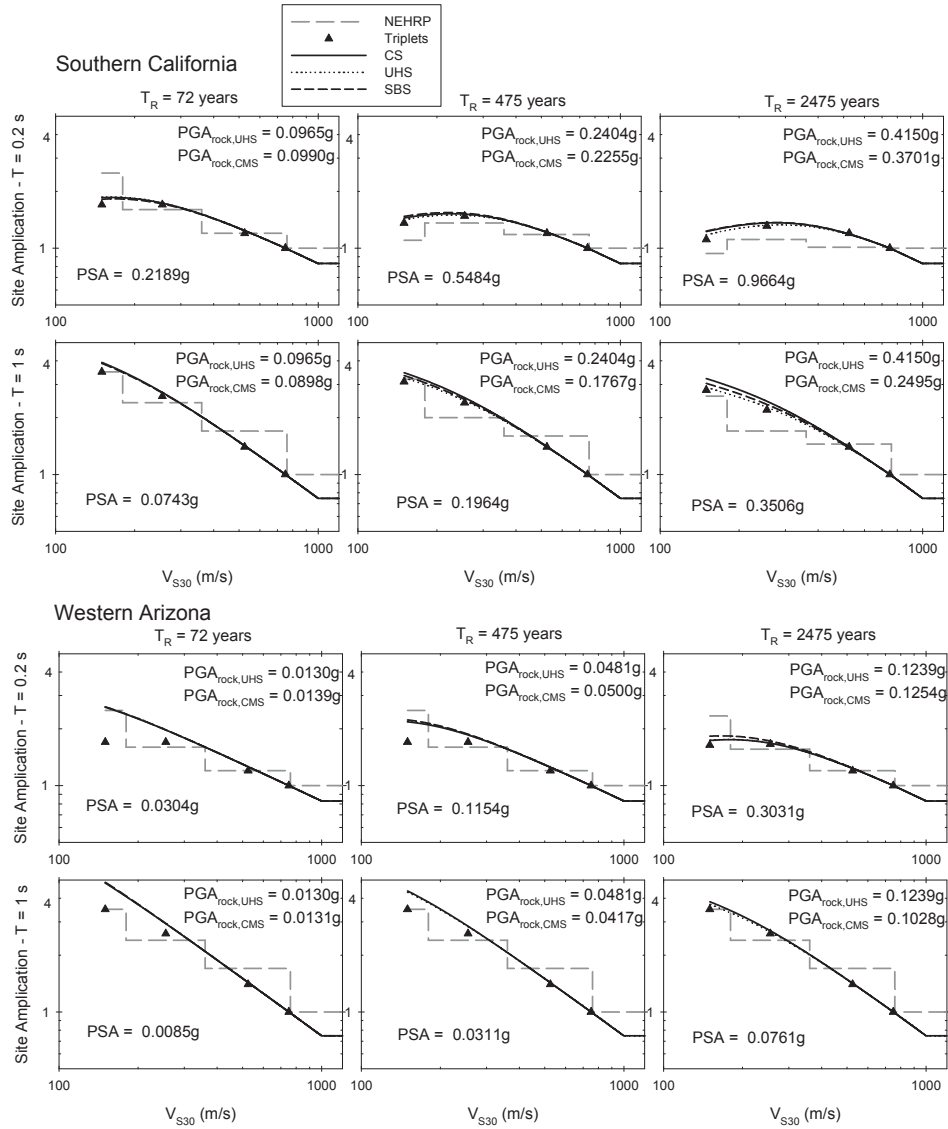 NEHRP
Triplets
CS
UHS
SBS
Southern California
T_R = 72 years
T_R = 475 years
T_R = 2475 years
Site Amplication - T = 0.2 s
4
PGA_rock,UHS = 0.0965g
PGA_rock,CMS = 0.0990g
1
PSA = 0.2189g
100
1000
4
PGA_rock,UHS = 0.2404g
PGA_rock,CMS = 0.2255g
1
PSA = 0.5484g
100
1000
4
PGA_rock,UHS = 0.4150g
PGA_rock,CMS = 0.3701g
1
PSA = 0.9664g
100
1000
Site Amplication - T = 1 s
4
PGA_rock,UHS = 0.0965g
PGA_rock,CMS = 0.0898g
1
PSA = 0.0743g
100
1000
V_S30 (m/s)
4
PGA_rock,UHS = 0.2404g
PGA_rock,CMS = 0.1767g
1
PSA = 0.1964g
100
1000
V_S30 (m/s)
4
PGA_rock,UHS = 0.4150g
PGA_rock,CMS = 0.2495g
1
PSA = 0.3506g
100
1000
V_S30 (m/s)
Western Arizona
T_R = 72 years
T_R = 475 years
T_R = 2475 years
Site Amplication - T = 0.2 s
4
PGA_rock,UHS = 0.0130g
PGA_rock,CMS = 0.0139g
1
PSA = 0.0304g
100
1000
4
PGA_rock,UHS = 0.0481g
PGA_rock,CMS = 0.0500g
1
PSA = 0.1154g
100
1000
4
PGA_rock,UHS = 0.1239g
PGA_rock,CMS = 0.1254g
1
PSA = 0.3031g
100
1000
Site Amplication - T = 1 s
4
PGA_rock,UHS = 0.0130g
PGA_rock,CMS = 0.0131g
1
PSA = 0.0085g
100
1000
V_S30 (m/s)
4
PGA_rock,UHS = 0.0481g
PGA_rock,CMS = 0.0417g
1
PSA = 0.0311g
100
1000
V_S30 (m/s)
4
PGA_rock,UHS = 0.1239g
PGA_rock,CMS = 0.1028g
1
PSA = 0.0761g
100
1000
V_S30 (m/s)